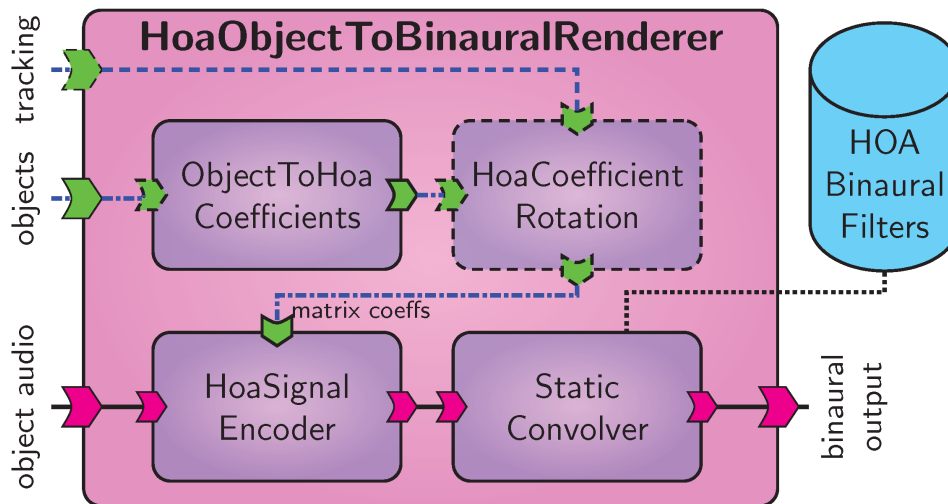 HoaObjectToBinauralRenderer
tracking
objects
object audio
ObjectToHoa
Coefficients
HoaCoefficient
Rotation
HOA
Binaural
Filters
matrix coeffs
HoaSignal
Encoder
Static
Convolver
binaural
output